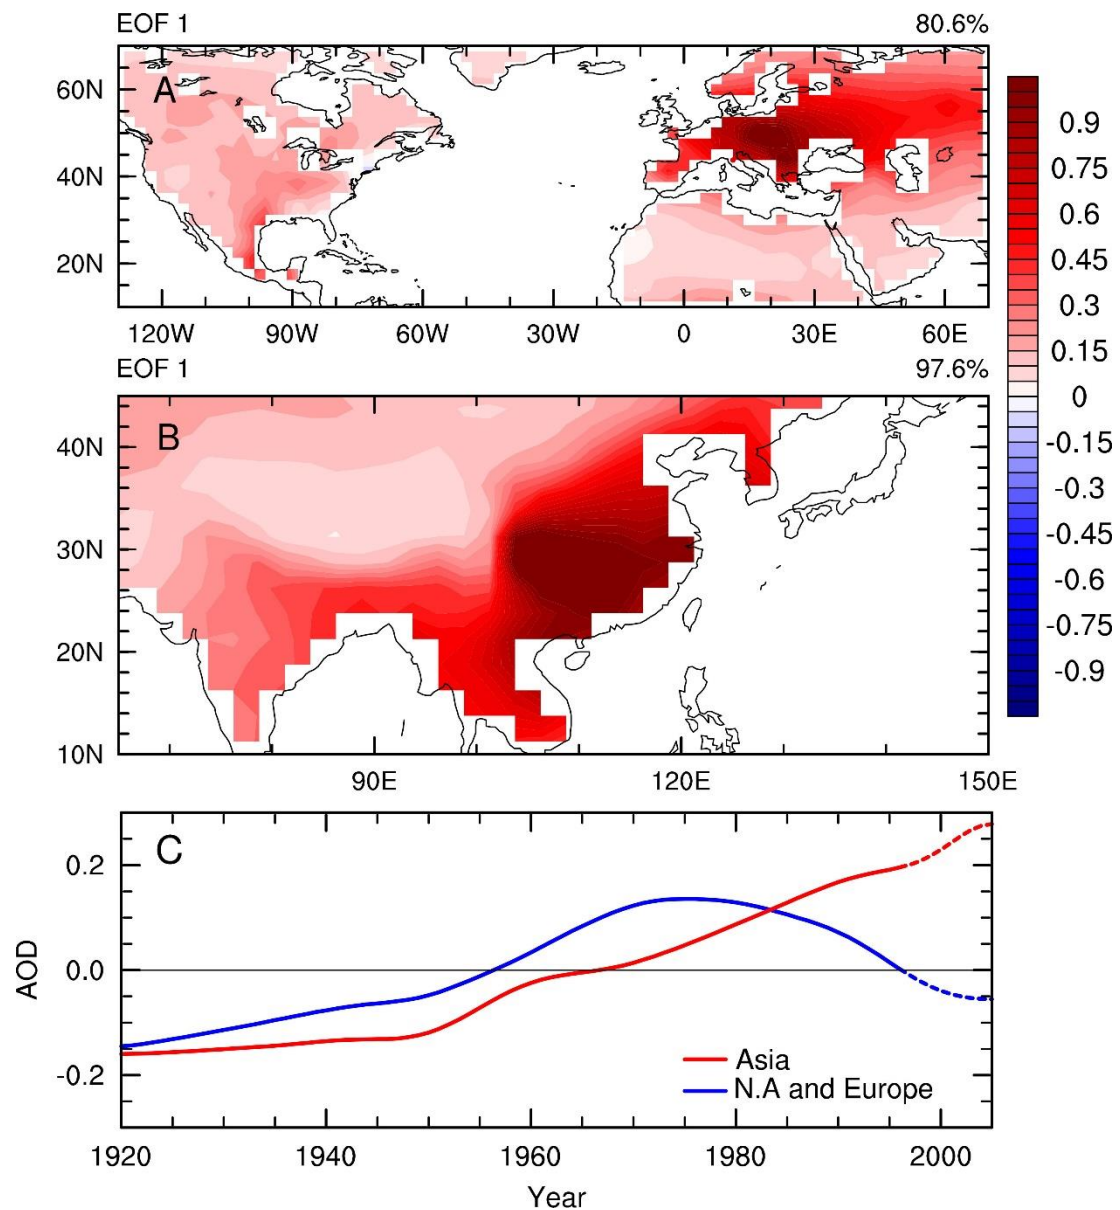 EOF 1 80.6%
A
60N
40N
20N
120W 90W 60W 30W 0 30E 60E
EOF 1 97.6%
B
40N
30N
20N
10N
90E 120E 150E
0.9
0.75
0.6
0.45
0.3
0.15
0
-0.15
-0.3
-0.45
-0.6
-0.75
-0.9
C
0.2
0.0
-0.2
AOD
Asia
N.A and Europe
1920 1940 1960 1980 2000
Year